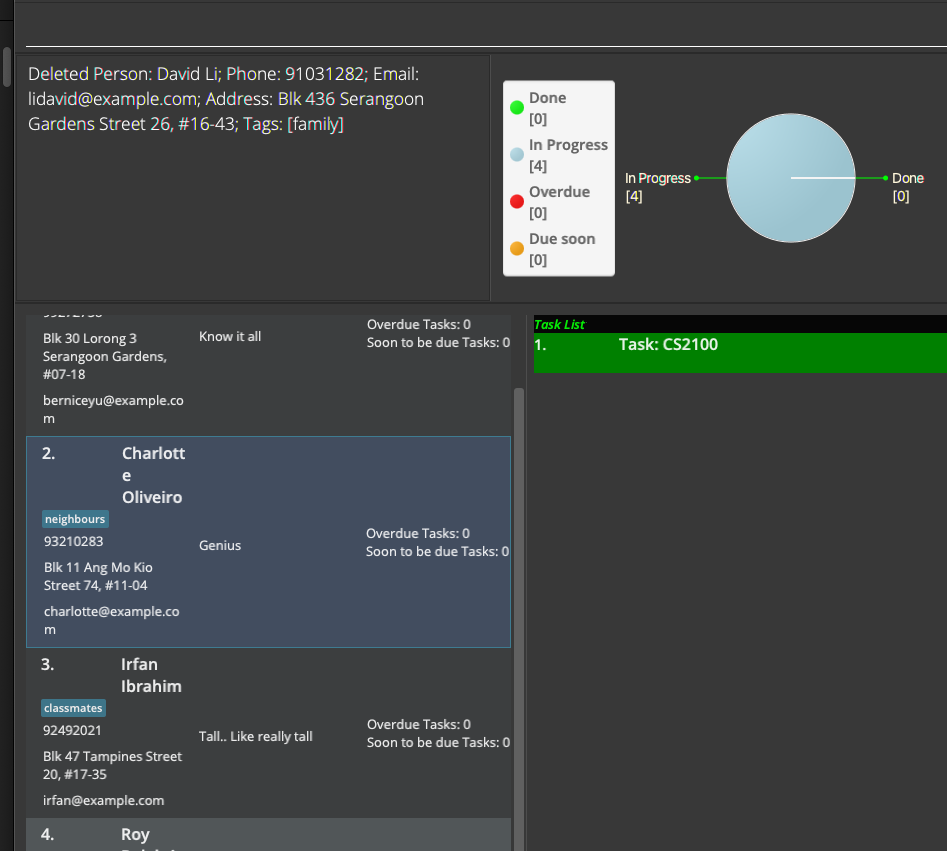 Deleted Person: David Li; Phone: 91031282; Email:
lidavid@example.com; Address: Blk 436 Serangoon
Gardens Street 26, #16-43; Tags: [family]
Done
[0]
In Progress
[4]
Overdue
[0]
Due soon
[0]
In Progress
[4]
Done
[0]
Blk 30 Lorong 3
Serangoon Gardens,
#07-18
berniceyu@example.co
m
Know it all
Overdue Tasks: 0
Soon to be due Tasks: 0
2.
Charlott
e
Oliveiro
neighbours
93210283
Blk 11 Ang Mo Kio
Street 74, #11-04
charlotte@example.co
m
Genius
Overdue Tasks: 0
Soon to be due Tasks: 0
3.
Irfan
Ibrahim
classmates
92492021
Blk 47 Tampines Street
20, #17-35
irfan@example.com
Tall.. Like really tall
Overdue Tasks: 0
Soon to be due Tasks: 0
4.
Roy
Task List
1.
Task: CS2100